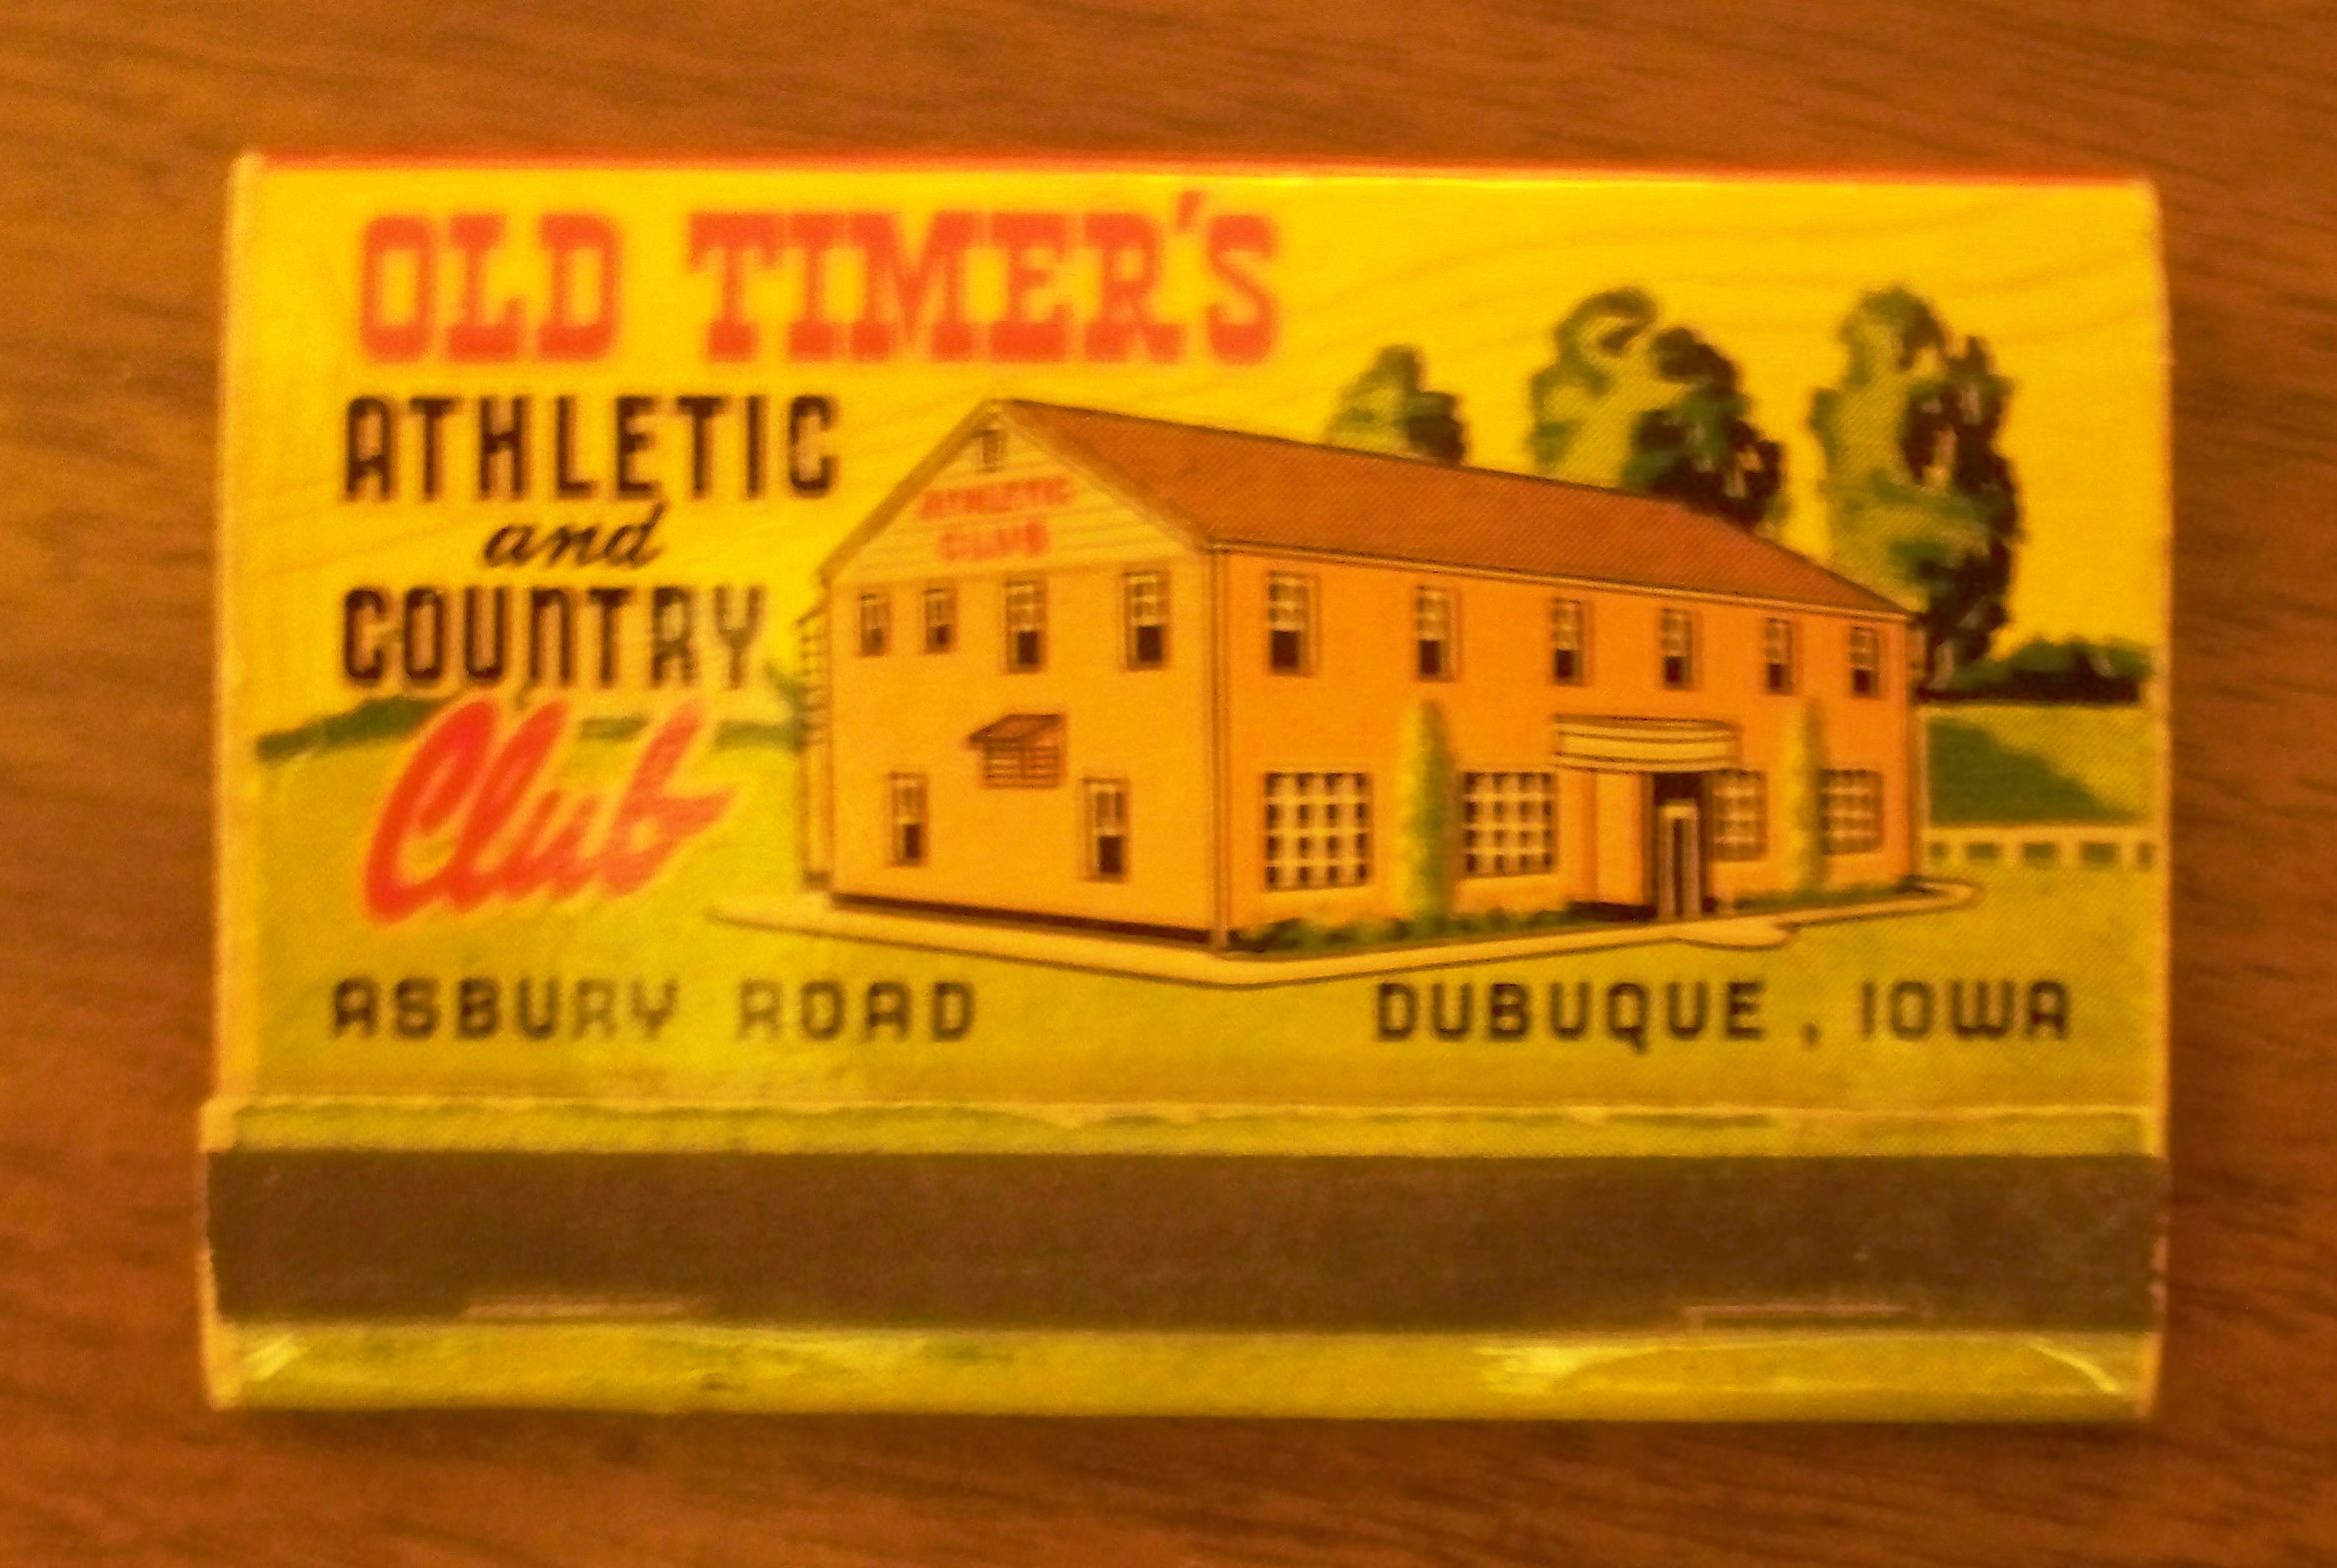 OLD TIMER'S
ATHLETIC
and
COUNTRY
Club
ATHLETIC
CLUB
ASBURY ROAD
DUBUQUE, IOWA